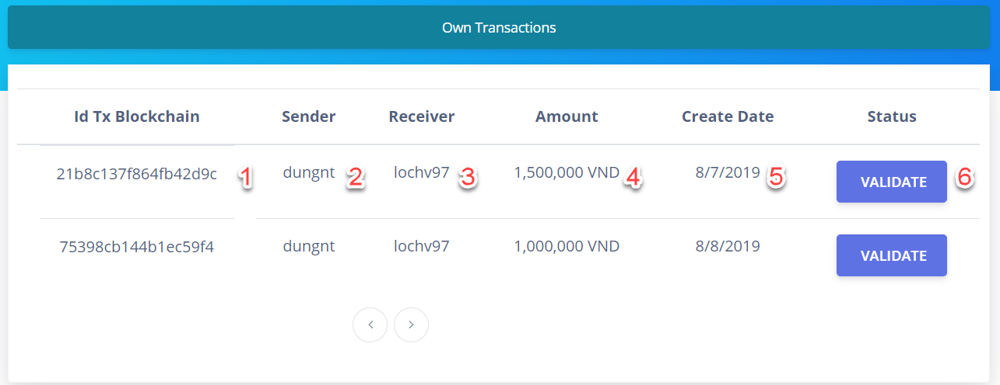 Own Transactions
Id Tx Blockchain Sender Receiver Amount Create Date Status
21b8c137f864fb42d9c 1 dungnt 2 lochv97 3 1,500,000 VND 4 8/7/2019 5 VALIDATE 6
75398cb144b1ec59f4 dungnt lochv97 1,000,000 VND 8/8/2019 VALIDATE